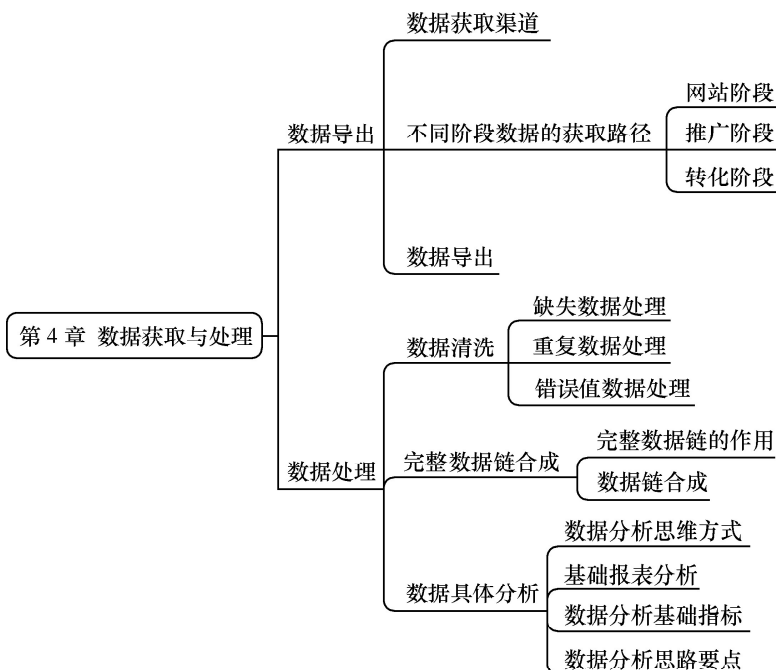 第 4 章 数据获取与处理
数据导出
数据获取渠道
不同阶段数据的获取路径
网站阶段
推广阶段
转化阶段
数据导出
数据处理
数据清洗
缺失数据处理
重复数据处理
错误值数据处理
完整数据链合成
完整数据链的作用
数据链合成
数据具体分析
数据分析思维方式
基础报表分析
数据分析基础指标
数据分析思路要点